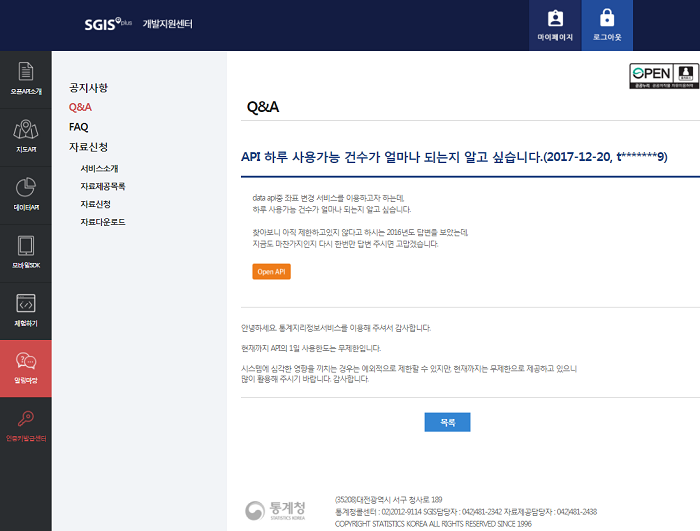 SGIS plus 개발지원센터
마이페이지
로그아웃
오픈API소개
지도API
데이터API
모바일SDK
체험하기
알림마당
인증키발급센터
공지사항
Q&A
FAQ
자료신청
서비스소개
자료제공목록
자료신청
자료다운로드
OPEN
공공누리 공공저작물 자유이용허락
Q&A
API 하루 사용가능 건수가 얼마나 되는지 알고 싶습니다.(2017-12-20, t*******9)
data api중 좌표 변경 서비스를 이용하고자 하는데,
하루 사용가능 건수가 얼마나 되는지 알고 싶습니다.
찾아보니 아직 제한하고있지 않다고 하시는 2016년도 답변을 보았는데,
지금도 마찬가지인지 다시 한번만 답변 주시면 고맙겠습니다.
Open API
안녕하세요. 통계지리정보서비스를 이용해 주셔서 감사합니다.
현재까지 API의 1일 사용한도는 무제한입니다.
시스템에 심각한 영향을 끼치는 경우는 예외적으로 제한할 수 있지만, 현재까지는 무제한으로 제공하고 있으니
많이 활용해 주시기 바랍니다. 감사합니다.
목록
통계청
STATISTICS KOREA
(35208)대전광역시 서구 청사로 189
통계청콜센터 : 02)2012-9114 SGIS담당자 : 042)481-2342 자료제공담당자 : 042)481-2438
COPYRIGHT STATISTICS KOREA ALL RIGHTS RESERVED SINCE 1996